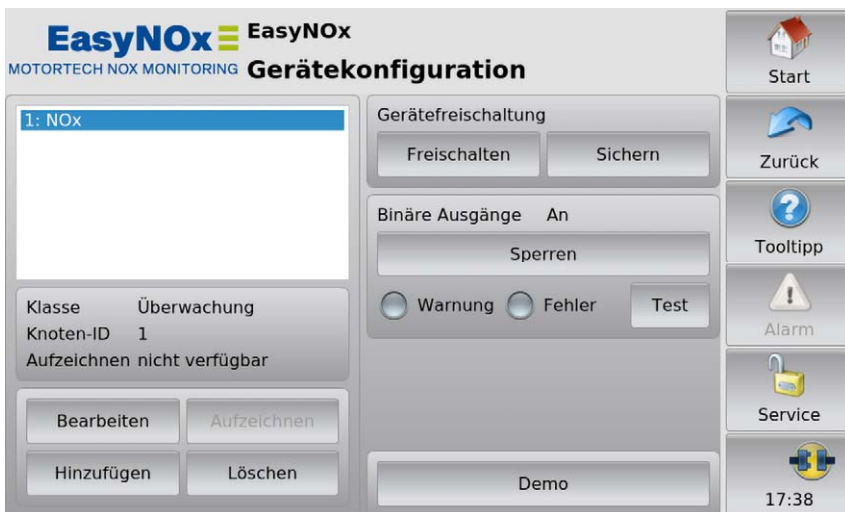 EasyNOx
MOTORTECH NOX MONITORING
EasyNOx
Gerätekonfiguration
1: NOx
Klasse Überwachung
Knoten-ID 1
Aufzeichnen nicht verfügbar
Bearbeiten Aufzeichnen
Hinzufügen Löschen
Gerätefreischaltung
Freischalten Sichern
Binäre Ausgänge An
Sperren
Warnung Fehler Test
Demo
Start
Zurück
Tooltipp
Alarm
Service
17:38